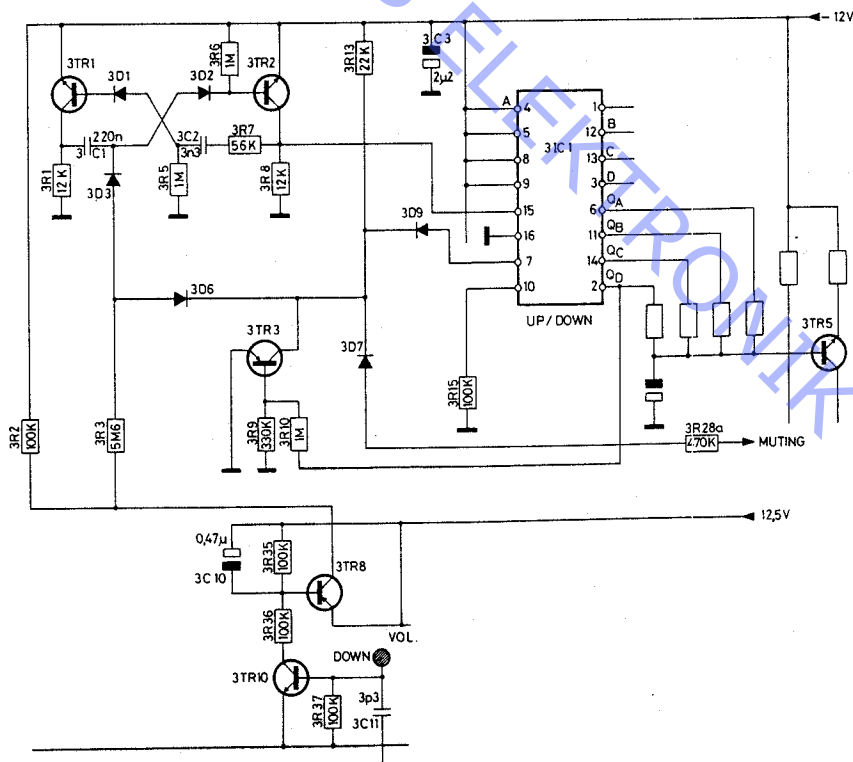 - 12V
3R6
1M
3TR1
3D1
3D2
3TR2
3R13
22K
3C3
2µ2
A
4
5
8
9
15
16
7
10
3IC1
1
12
B
13
C
3
D
6
QA
11
QB
14
QC
2
QD
UP/DOWN
220n
3C1
3C2
3n3
3R7
56K
3R1
12K
3D3
3R5
1M
3R8
12K
3D9
3D6
3TR3
3D7
3R15
100K
3TR5
3R2
100K
3R3
5M6
3R9
330K
3R10
1M
3R28a
470K
MUTING
12,5V
0,47µ
3C10
3R35
100K
3TR8
3R36
100K
VOL.
DOWN
3TR10
3R37
100K
3p3
3C11
ELEKTRONIK